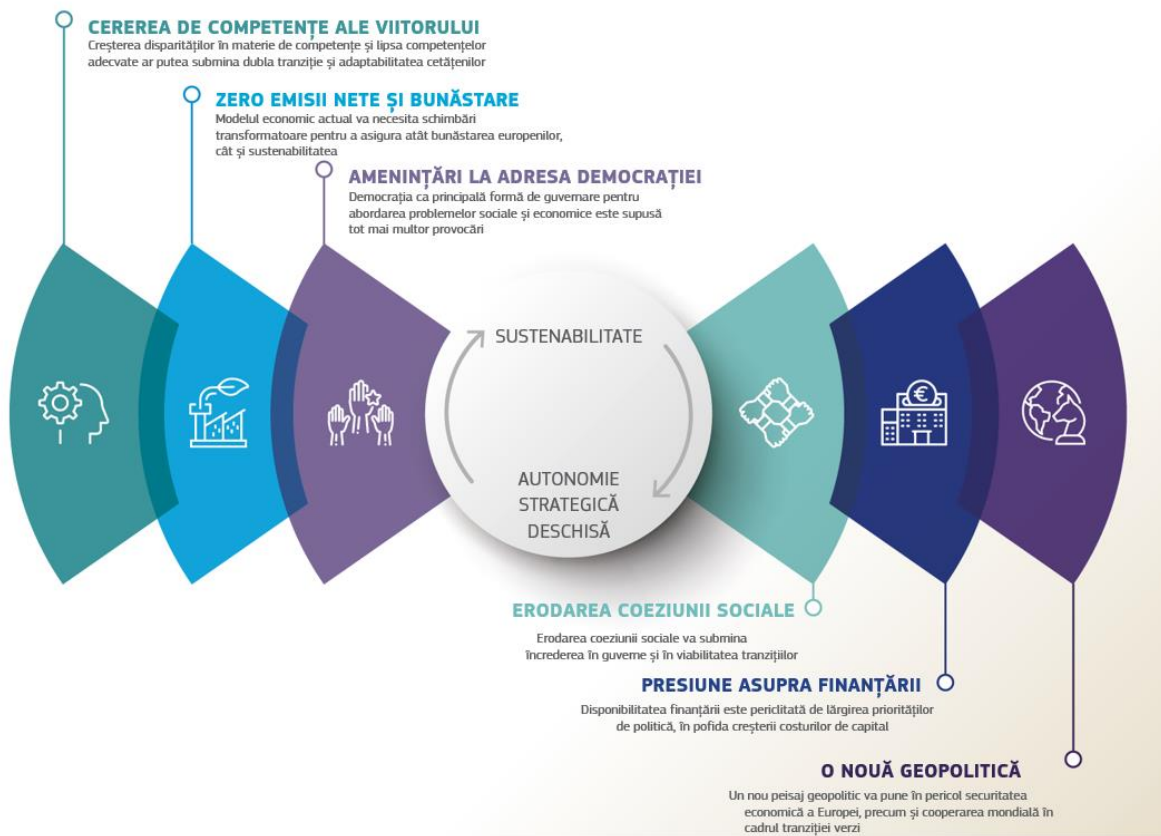 CEREREA DE COMPETENȚE ALE VIITORULUI
Creșterea disparităților în materie de competențe și lipsa competențelor
adecvate ar putea submina dubla tranziție și adaptabilitatea cetățenilor
ZERO EMISII NETE ȘI BUNĂSTARE
Modelul economic actual va necesita schimbări
transformatoare pentru a asigura atât bunăstarea europenilor,
cât și sustenabilitatea
AMENINȚĂRI LA ADRESA DEMOCRAȚIEI
Democrația ca principală formă de guvernare pentru
abordarea problemelor sociale și economice este supusă
tot mai multor provocări
SUSTENABILITATE
AUTONOMIE
STRATEGICĂ
DESCHISĂ
€
ERODAREA COEZIUNII SOCIALE
Erodarea coeziunii sociale va submina
încrederea în guverne și în viabilitatea tranzițiilor
PRESIUNE ASUPRA FINANȚĂRII
Disponibilitatea finanțării este periclitată de lărgirea priorităților
de politică, în pofida creșterii costurilor de capital
O NOUĂ GEOPOLITICĂ
Un nou peisaj geopolitic va pune în pericol securitatea
economică a Europei, precum și cooperarea mondială în
cadrul tranziției verzi